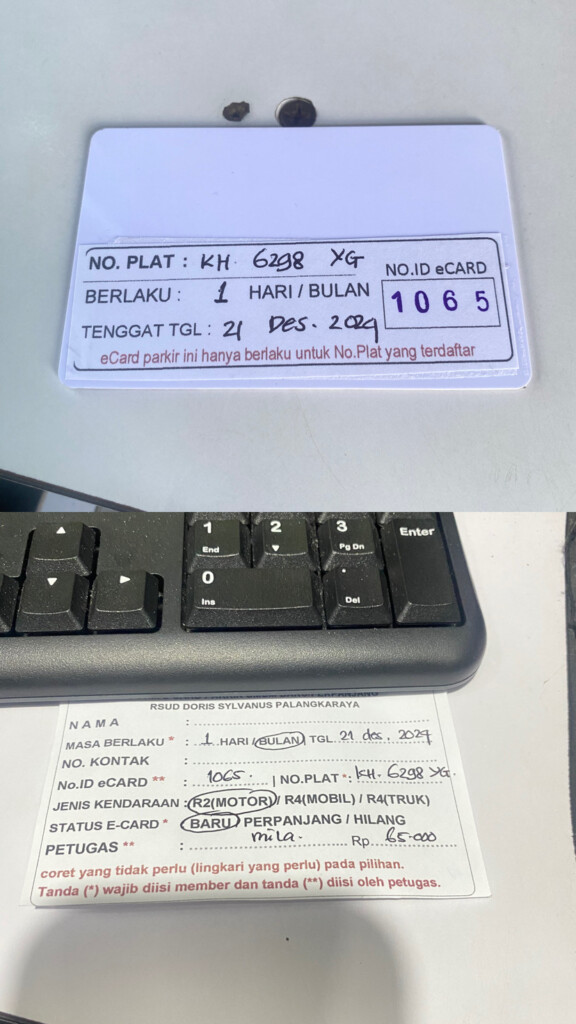 NO. PLAT : KH 6298 YG
NO.ID eCARD
BERLAKU : 1 HARI / BULAN
1065
TENGGAT TGL : 21 Des. 2024
eCard parkir ini hanya berlaku untuk No.Plat yang terdaftar
1
End
2
3
Pg Dn
Enter
0
Ins
.
Del
RSUD DORIS SYLVANUS PALANGKARAYA
NAMA :
MASA BERLAKU * : 1 HARI / BULAN / TGL 21 des. 2024
NO. KONTAK :
No.ID eCARD ** : 1065 | NO.PLAT *: KH. 6298 YG.
JENIS KENDARAAN : R2(MOTOR) / R4(MOBIL) / R4(TRUK)
STATUS E-CARD * : BARU / PERPANJANG / HILANG
PETUGAS ** : mila. Rp. 65.000
coret yang tidak perlu (lingkari yang perlu) pada pilihan.
Tanda (*) wajib diisi member dan tanda (**) diisi oleh petugas.